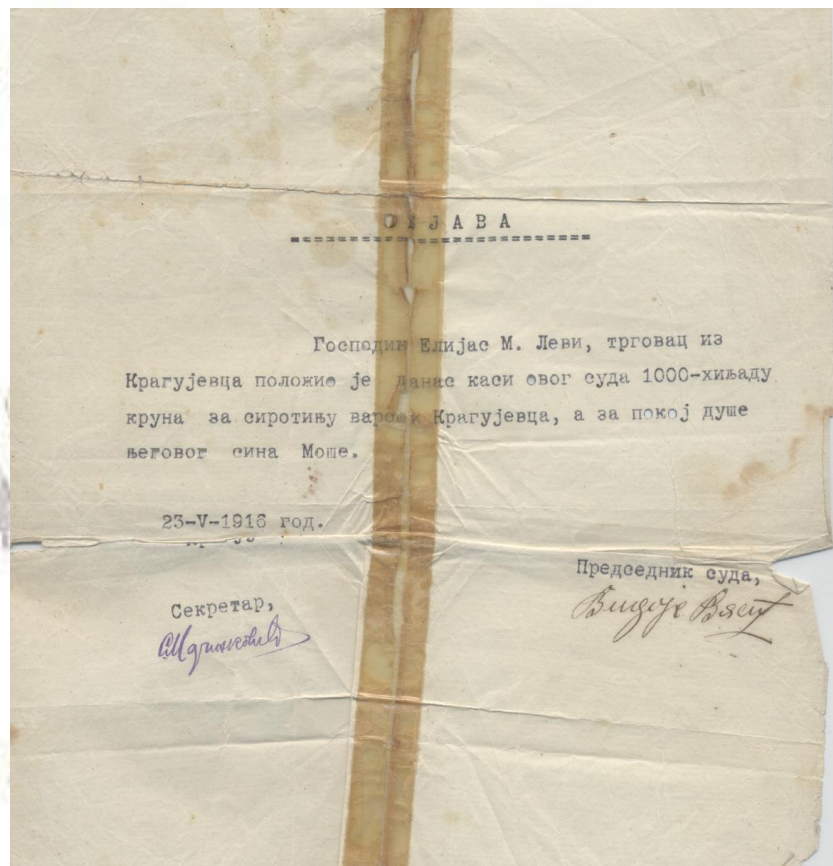 ОБЈАВА
Господин Елијас М. Леви, трговац из
Крагујевца положио је данас каси овог суда 1000-хиљаду
круна за сиротињу вароши Крагујевца, а за покој душе
његовог сина Моше.
23-V-1916 год.
Председник суда,
Секретар,